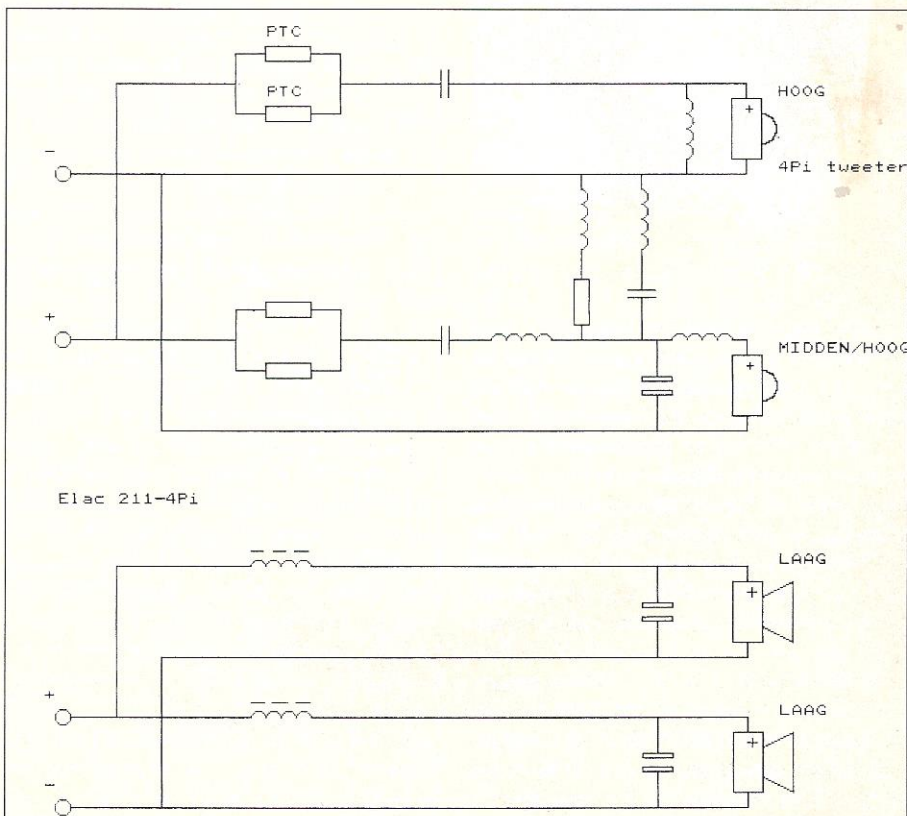 PTC
PTC
HOOG
+
-
4Pi tweeter
+
MIDDEN/HOOG
+
Elac 211-4Pi
LAAG
+
+
LAAG
+
-